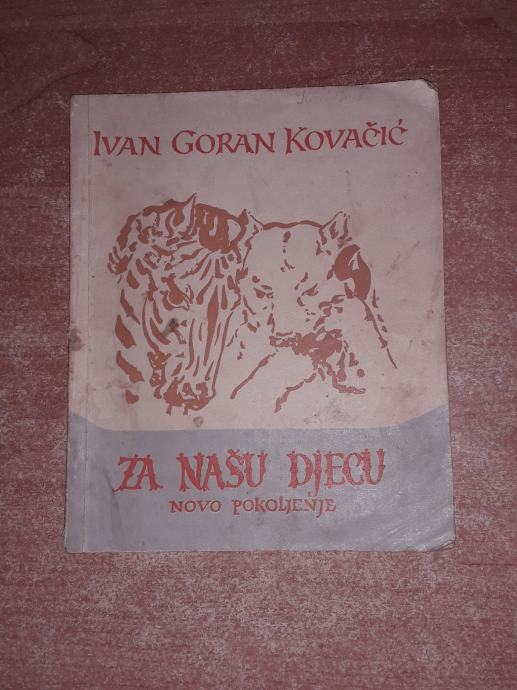 IVAN GORAN KOVAČIĆ
ZA NAŠU DJECU
NOVO POKOLJENJE